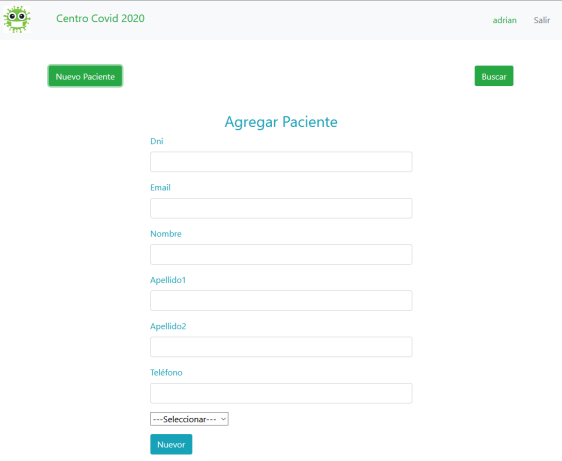 Centro Covid 2020
adrian
Salir
Nuevo Paciente
Buscar
Agregar Paciente
Dni
Email
Nombre
Apellido1
Apellido2
Teléfono
---Seleccionar---
Nuevor